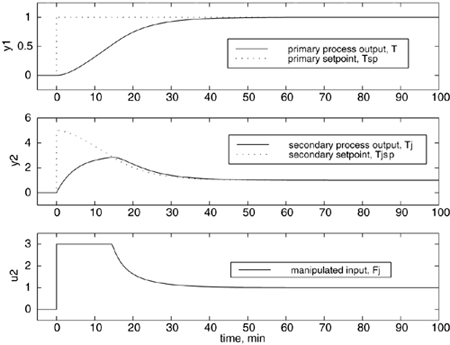 1
0.5
0
y1
primary process output, T
primary setpoint, Tsp
0 10 20 30 40 50 60 70 80 90 100
6
4
2
0
y2
secondary process output, Tj
secondary setpoint, Tjsp
0 10 20 30 40 50 60 70 80 90 100
3
2
1
0
u2
manipulated input, Fj
0 10 20 30 40 50 60 70 80 90 100
time, min